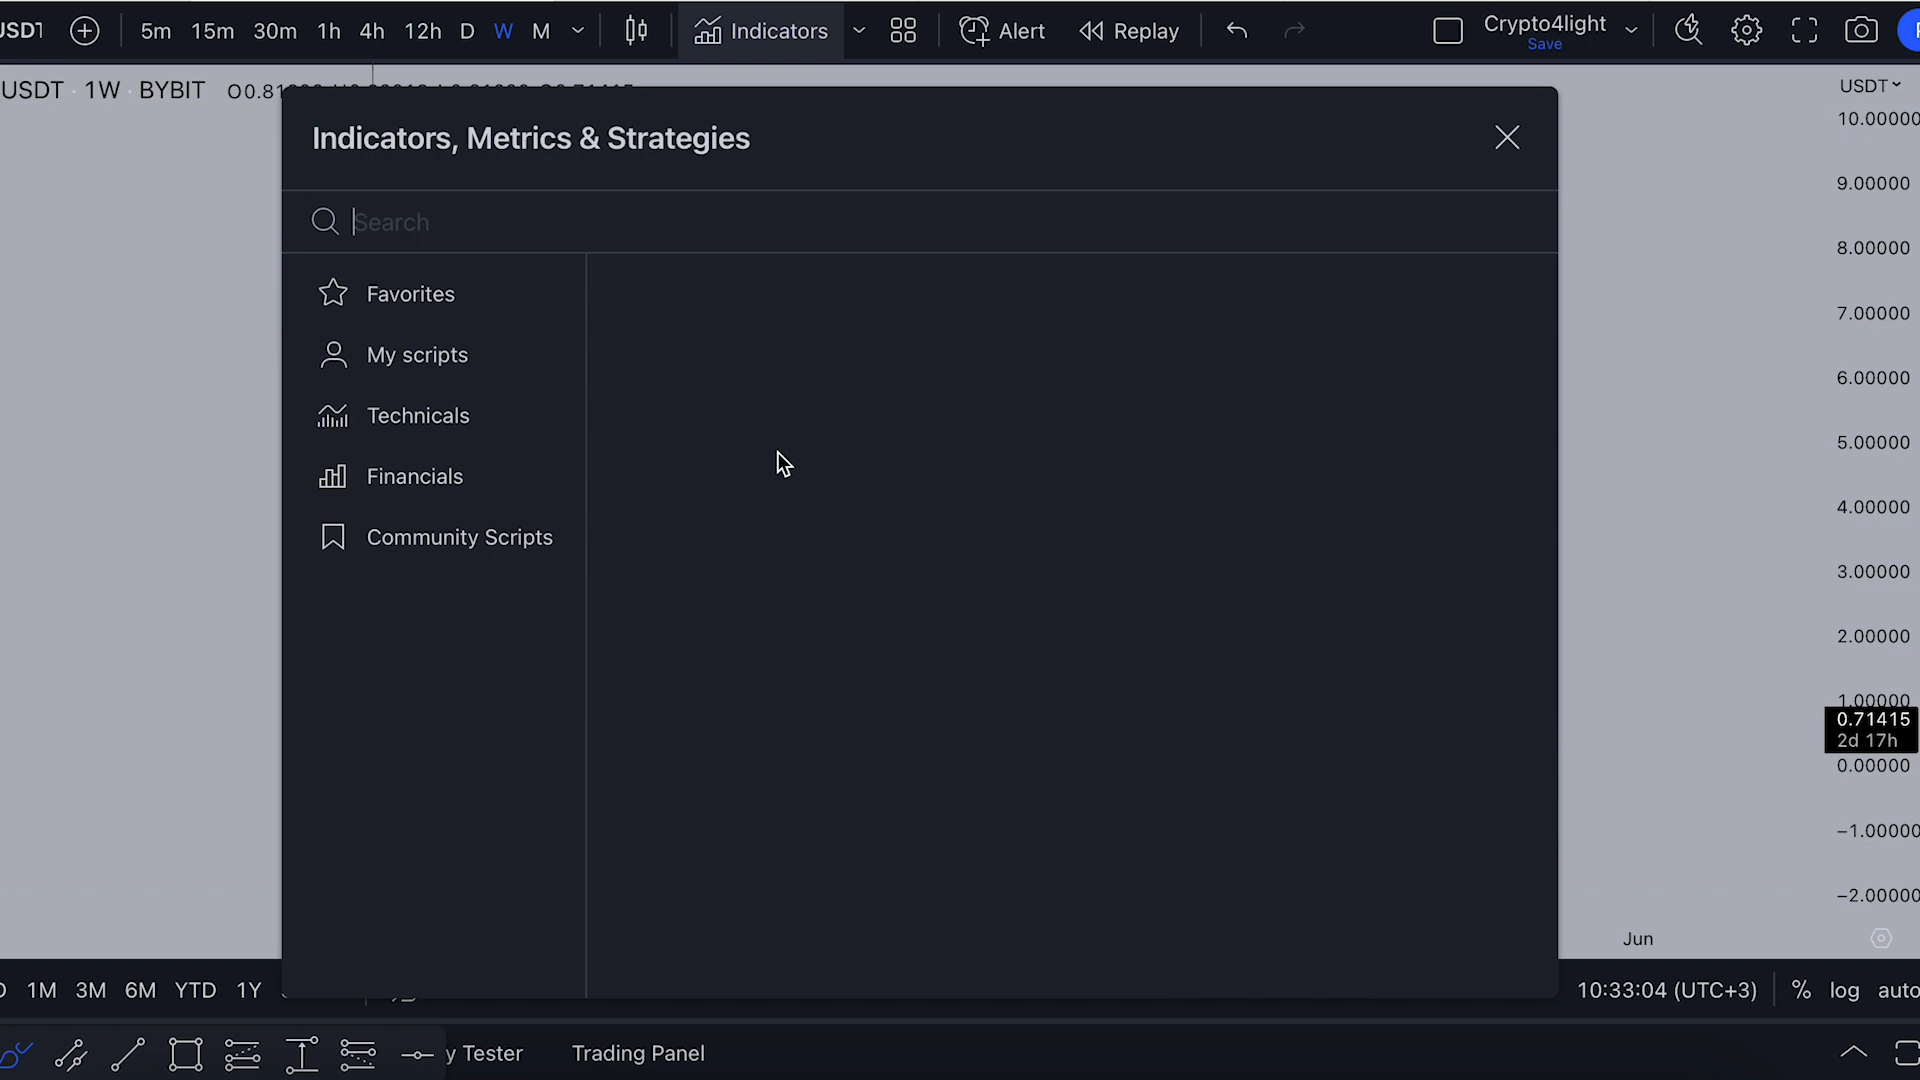 5m 15m 30m 1h 4h 12h D W M Indicators Alert Replay Crypto4light
Save
USDT 1W · BYBIT O0.81
USDT
Indicators, Metrics & Strategies
Search
Favorites
My scripts
Technicals
Financials
Community Scripts
10.00000
9.00000
8.00000
7.00000
6.00000
5.00000
4.00000
3.00000
2.00000
1.00000
0.71415
2d 17h
0.00000
−1.00000
−2.00000
Jun
1M 3M 6M YTD 1Y 10:33:04 (UTC+3) % log auto
y Tester Trading Panel